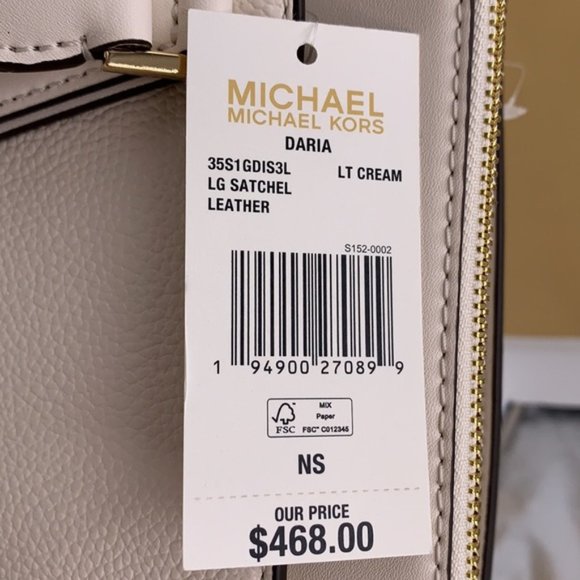 MICHAEL
MICHAEL KORS
DARIA
35S1GDIS3L LT CREAM
LG SATCHEL
LEATHER
S152-0002
1 94900 27089 9
FSC
MIX
Paper
FSC™ C012345
NS
OUR PRICE
$468.00